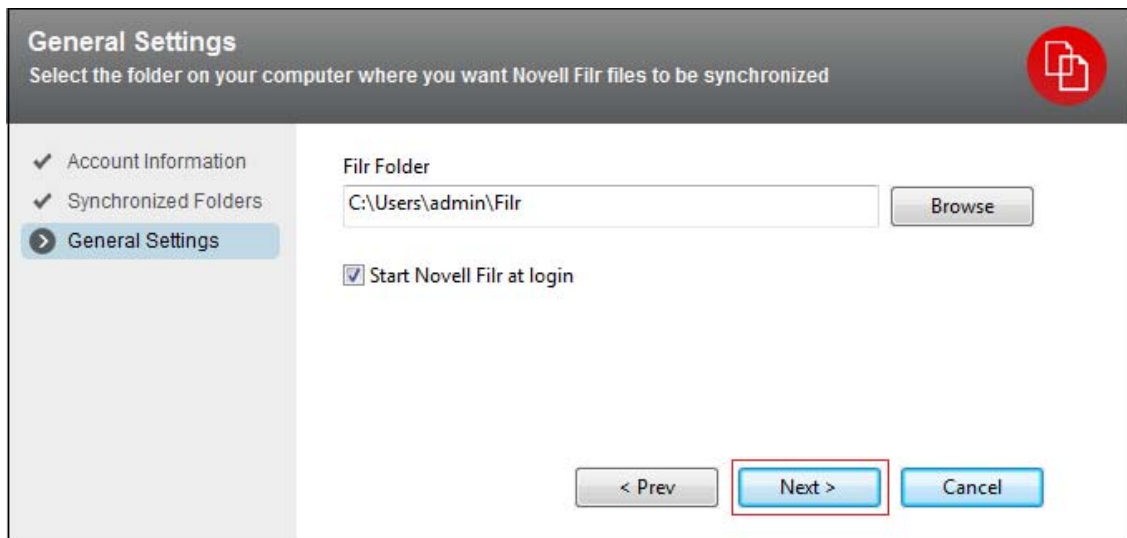 General Settings
Select the folder on your computer where you want Novell Filr files to be synchronized
Account Information
Synchronized Folders
General Settings
Filr Folder
C:\Users\admin\Filr
Browse
Start Novell Filr at login
< Prev
Next >
Cancel